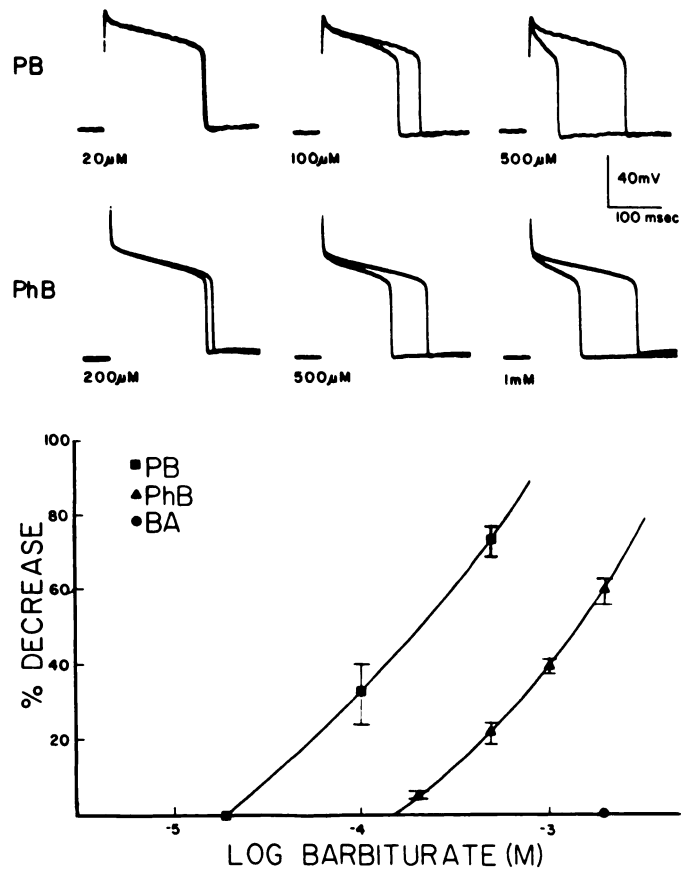 PB
20μM
100μM
500μM
40mV
100 msec
PhB
200μM
500μM
1mM
100
80
60
40
20
% DECREASE
PB
PhB
BA
-5
-4
-3
LOG BARBITURATE (M)